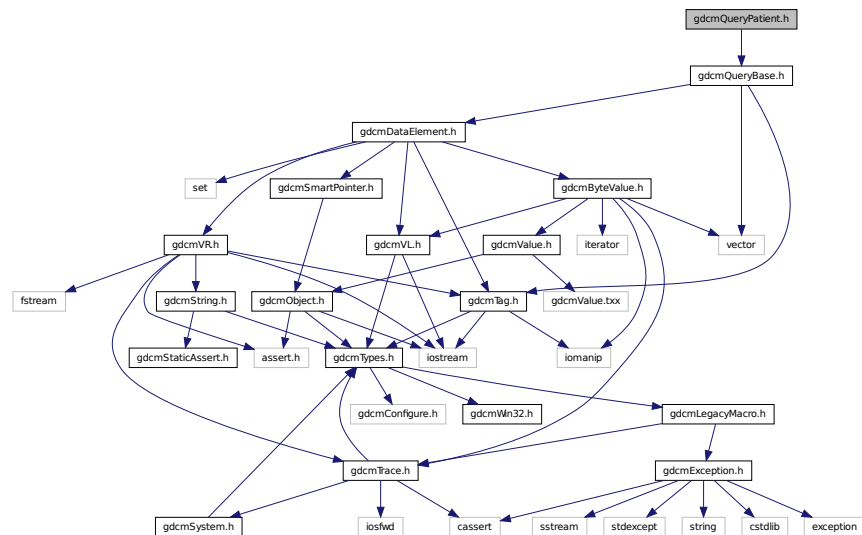 gdcmQueryPatient.h
gdcmQueryBase.h
gdcmDataElement.h
set
gdcmSmartPointer.h
gdcmByteValue.h
gdcmVR.h
gdcmVL.h
gdcmValue.h
iterator
vector
fstream
gdcmString.h
gdcmObject.h
gdcmTag.h
gdcmValue.txx
gdcmStaticAssert.h
assert.h
gdcmTypes.h
iostream
iomanip
gdcmConfigure.h
gdcmWin32.h
gdcmLegacyMacro.h
gdcmTrace.h
gdcmException.h
gdcmSystem.h
iosfwd
cassert
sstream
stdexcept
string
cstdlib
exception